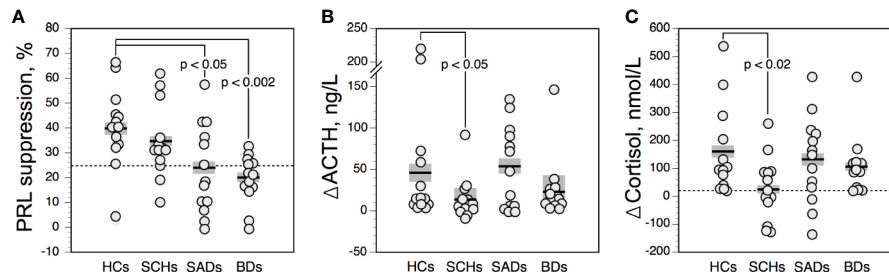 A
PRL suppression, %
80
70
60
50
40
30
20
10
0
-10
p < 0.05
p < 0.002
HCs SCHs SADs BDs
B
ΔACTH, ng/L
250
200
150
100
50
0
-50
p < 0.05
HCs SCHs SADs BDs
C
ΔCortisol, nmol/L
600
500
400
300
200
100
0
-100
-200
p < 0.02
HCs SCHs SADs BDs